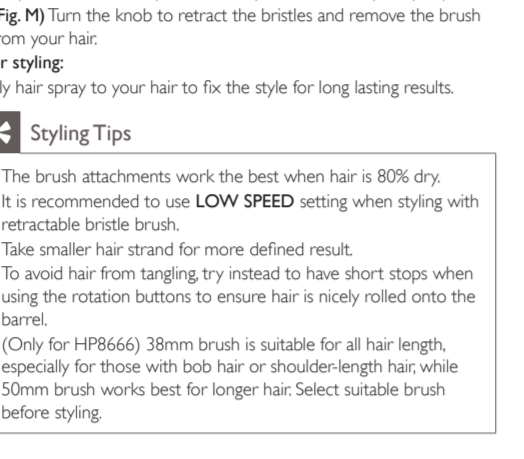 Fig. M) Turn the knob to retract the bristles and remove the brush
your hair.
styling:
hair spray to your hair to fix the style for long lasting results.
Styling Tips
The brush attachments work the best when hair is 80% dry.
It is recommended to use LOW SPEED setting when styling with
retractable bristle brush.
Take smaller hair strand for more defined result.
To avoid hair from tangling, try instead to have short stops when
using the rotation buttons to ensure hair is nicely rolled onto the
barrel.
(Only for HP8666) 38mm brush is suitable for all hair length,
especially for those with bob hair or shoulder-length hair, while
50mm brush works best for longer hair. Select suitable brush
before styling.